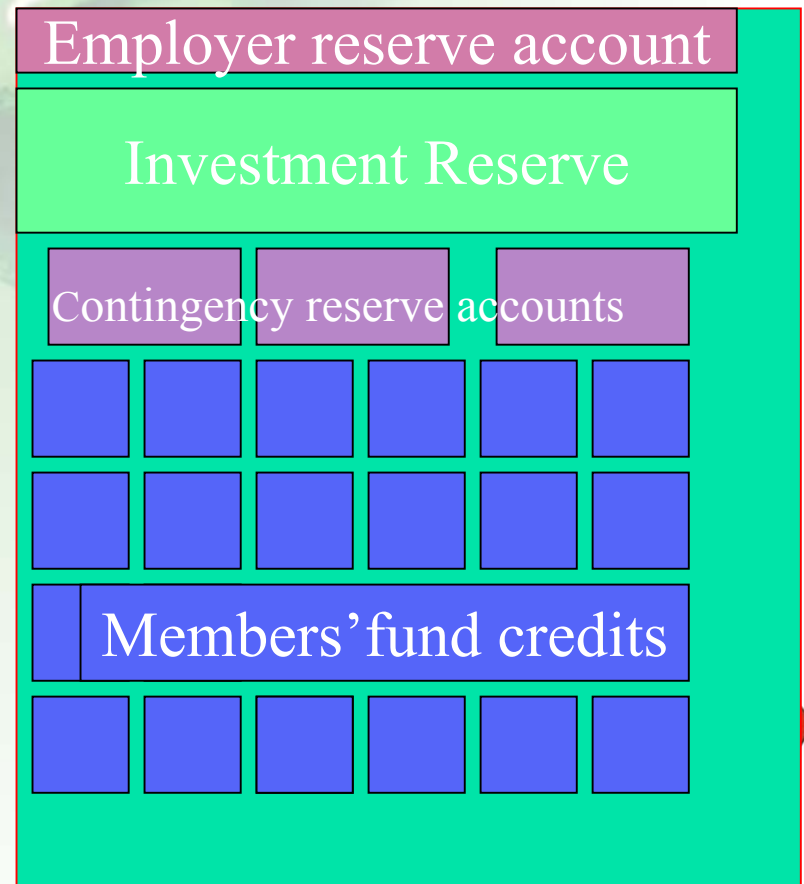 Employer reserve account
Investment Reserve
Contingency reserve accounts
Members’fund credits